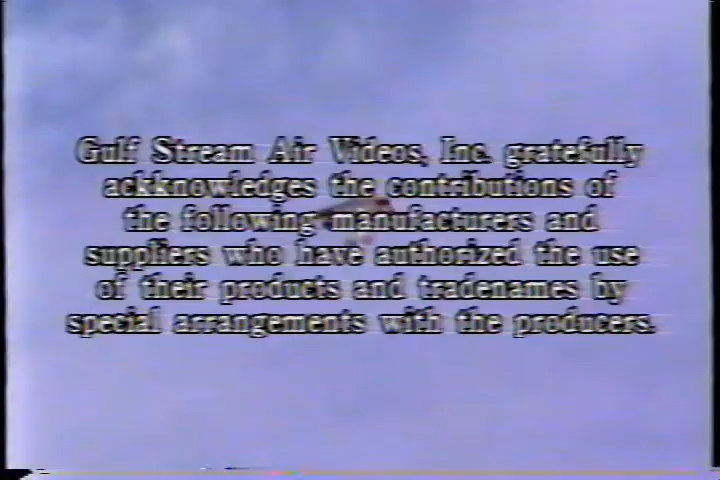 Gulf Stream Air Videos, Inc. gratefully
ackknowledges the contributions of
the following manufacturers and
suppliers who have authorized the use
of their products and tradenames by
special arrangements with the producers.